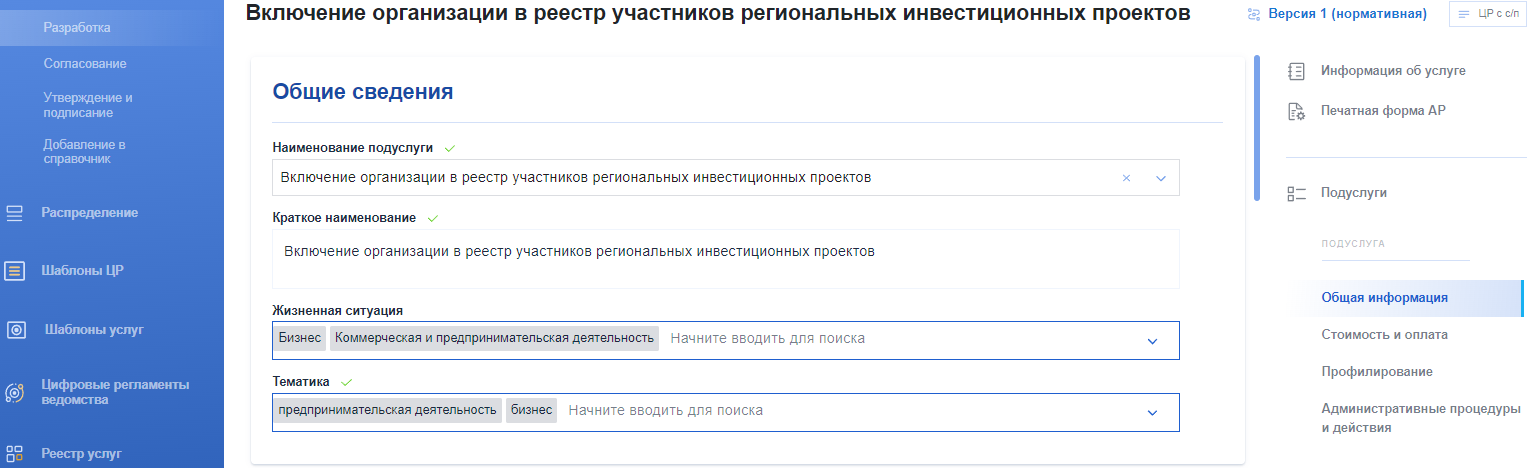 Разработка
Согласование
Утверждение и
подписание
Добавление в
справочник
Распределение
Шаблоны ЦР
Шаблоны услуг
Цифровые регламенты
ведомства
Реестр услуг
Включение организации в реестр участников региональных инвестиционных проектов
Версия 1 (нормативная)
ЦР с с/п
Общие сведения
Наименование подуслуги
Включение организации в реестр участников региональных инвестиционных проектов
Краткое наименование
Включение организации в реестр участников региональных инвестиционных проектов
Жизненная ситуация
Бизнес Коммерческая и предпринимательская деятельность Начните вводить для поиска
Тематика
предпринимательская деятельность бизнес Начните вводить для поиска
Информация об услуге
Печатная форма АР
Подуслуги
ПОДУСЛУГА
Общая информация
Стоимость и оплата
Профилирование
Административные процедуры
и действия